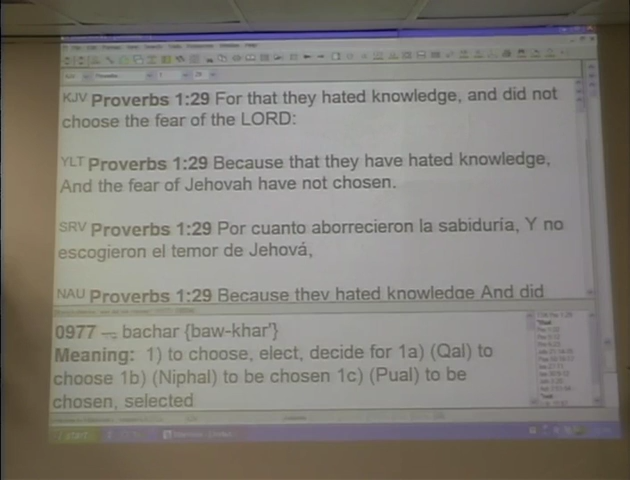 KJV Proverbs 1:29 For that they hated knowledge, and did not
choose the fear of the LORD:
YLT Proverbs 1:29 Because that they have hated knowledge,
And the fear of Jehovah have not chosen.
SRV Proverbs 1:29 Por cuanto aborrecieron la sabiduría, Y no
escogieron el temor de Jehová,
NAU Proverbs 1:29 Because they hated knowledge And did
0977 — bachar {baw-khar'}
Meaning: 1) to choose, elect, decide for 1a) (Qal) to
choose 1b) (Niphal) to be chosen 1c) (Pual) to be
chosen, selected